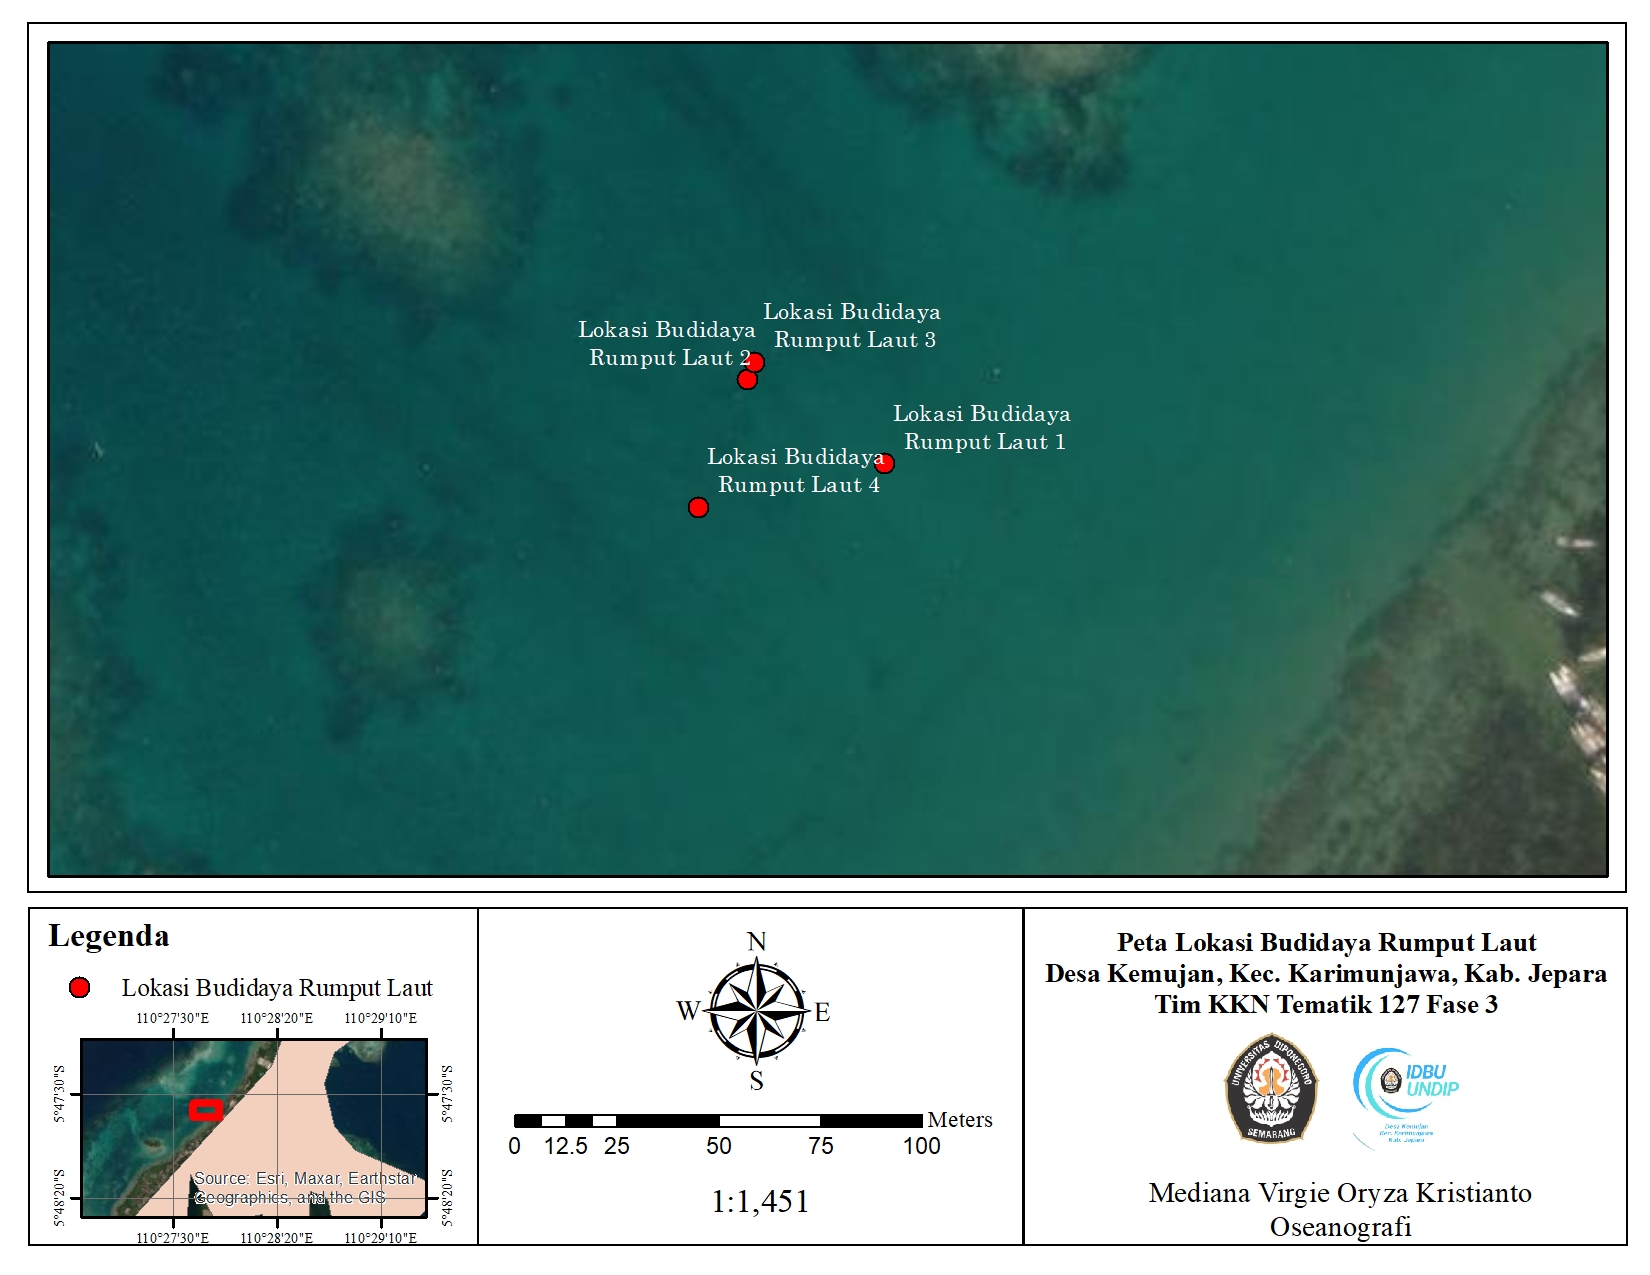 Lokasi Budidaya
Rumput Laut 3
Lokasi Budidaya
Rumput Laut 2
Lokasi Budidaya
Rumput Laut 1
Lokasi Budidaya
Rumput Laut 4
Legenda
Lokasi Budidaya Rumput Laut
110°27'30"E 110°28'20"E 110°29'10"E
5°47'30"S 5°47'30"S
5°48'20"S 5°48'20"S
Source: Esri, Maxar, Earthstar
Geographics, and the GIS
110°27'30"E 110°28'20"E 110°29'10"E
N
W E
S
Meters
0 12.5 25 50 75 100
1:1,451
Peta Lokasi Budidaya Rumput Laut
Desa Kemujan, Kec. Karimunjawa, Kab. Jepara
Tim KKN Tematik 127 Fase 3
UNIVERSITAS DIPONEGORO
SEMARANG
IDBU
UNDIP
Desa Kemujan
Kec. Karimunjawa
Kab. Jepara
Mediana Virgie Oryza Kristianto
Oseanografi